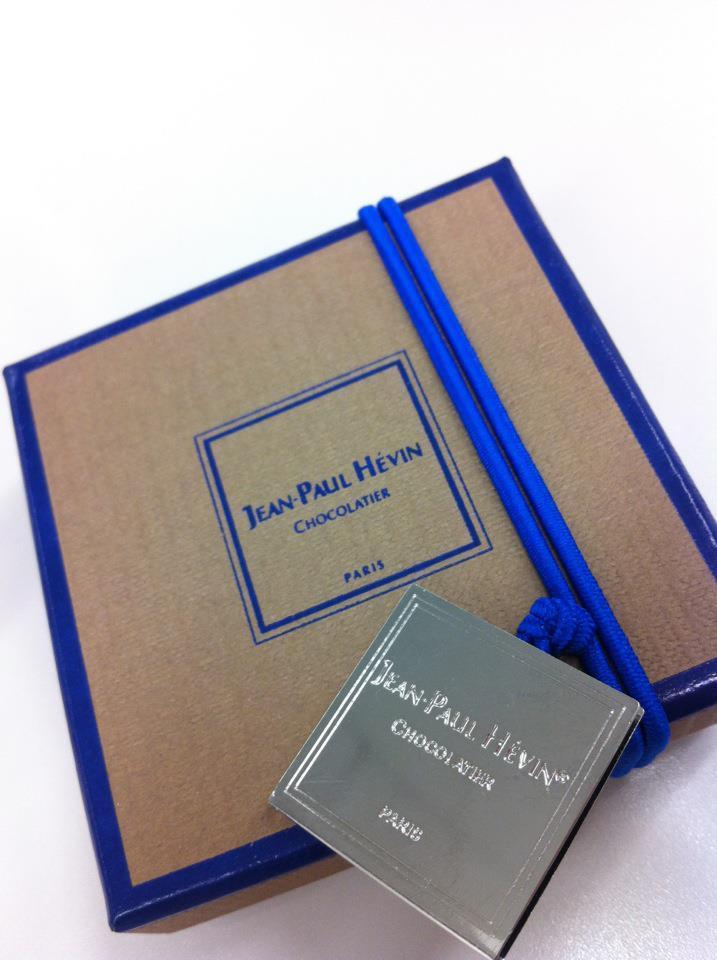 JEAN-PAUL HÉVIN
CHOCOLATIER
PARIS
JEAN-PAUL HÉVIN®
CHOCOLATIER
PARIS